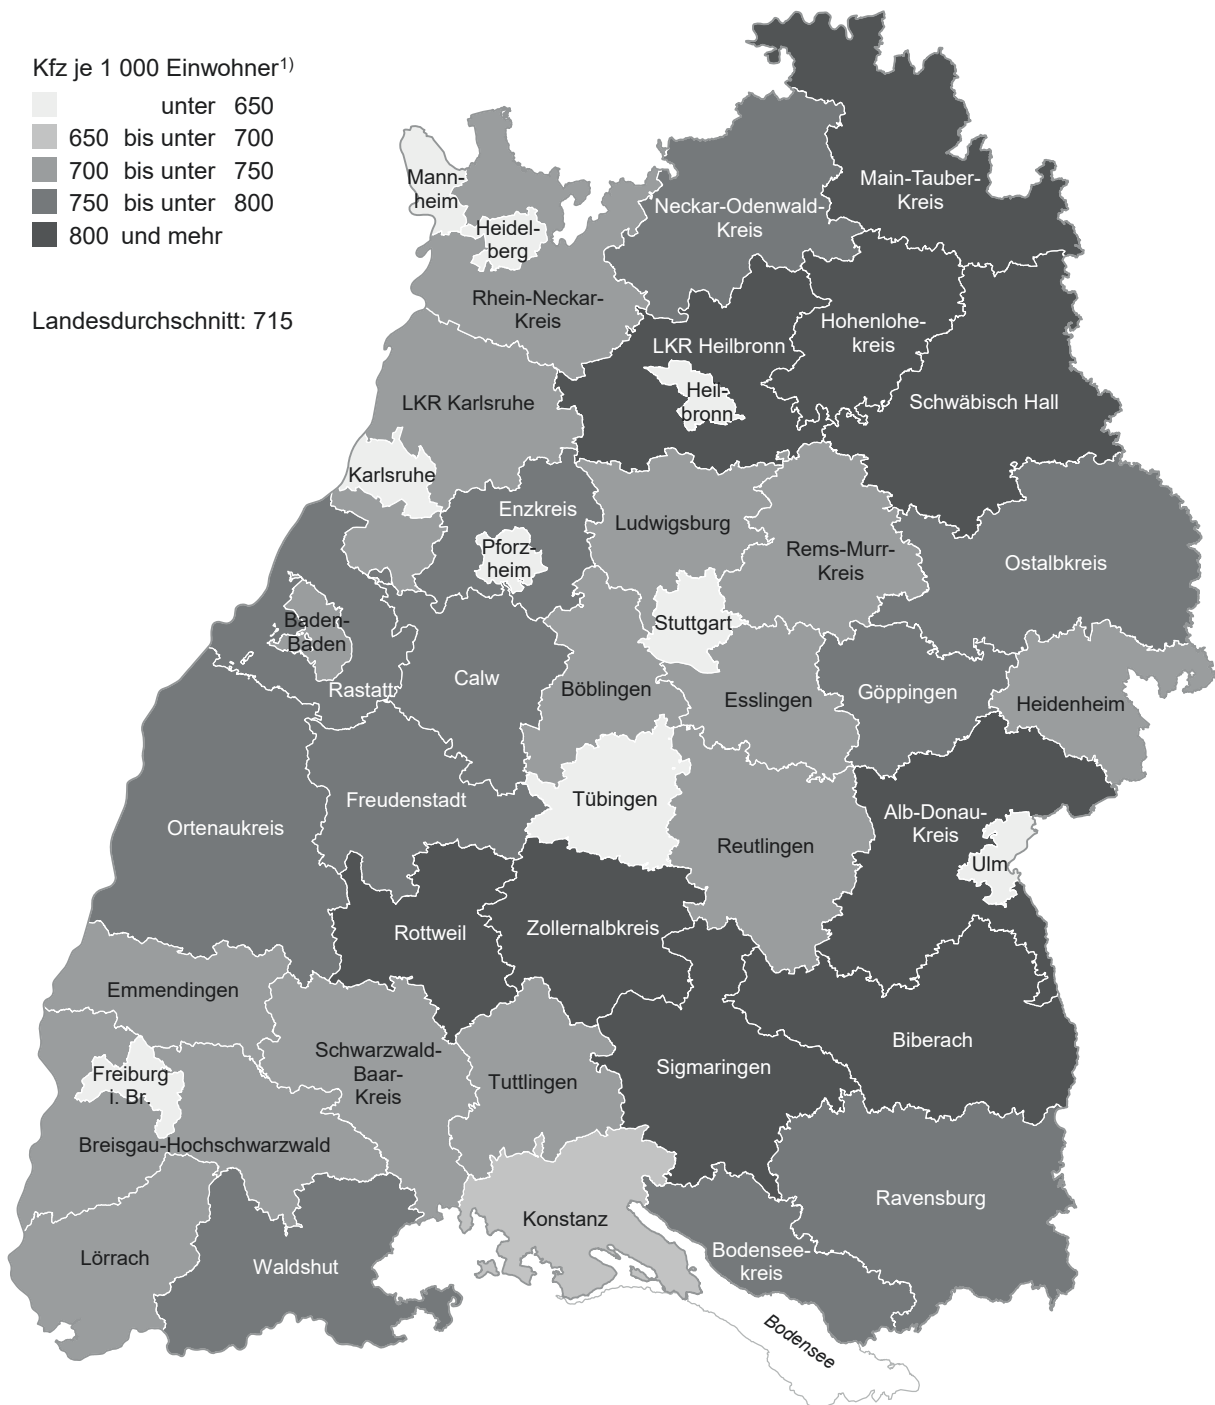 Kfz je 1 000 Einwohner1)
unter 650
650 bis unter 700
700 bis unter 750
750 bis unter 800
800 und mehr
Landesdurchschnitt: 715
Main-Tauber-
Kreis
Mann-
heim
Neckar-Odenwald-
Kreis
Heidel-
berg
Rhein-Neckar-
Kreis
Hohenlohe-
kreis
LKR Heilbronn
Heil-
bronn
LKR Karlsruhe
Schwäbisch Hall
Karlsruhe
Enzkreis
Ludwigsburg
Pforz-
heim
Rems-Murr-
Kreis
Ostalbkreis
Baden-
Baden
Stuttgart
Rastatt
Calw
Böblingen
Esslingen
Göppingen
Heidenheim
Freudenstadt
Tübingen
Ortenaukreis
Reutlingen
Alb-Donau-
Kreis
Ulm
Rottweil
Zollernalbkreis
Emmendingen
Schwarzwald-
Baar-
Kreis
Tuttlingen
Sigmaringen
Biberach
Freiburg
i. Br.
Breisgau-Hochschwarzwald
Konstanz
Ravensburg
Lörrach
Waldshut
Bodensee-
kreis
Bodensee